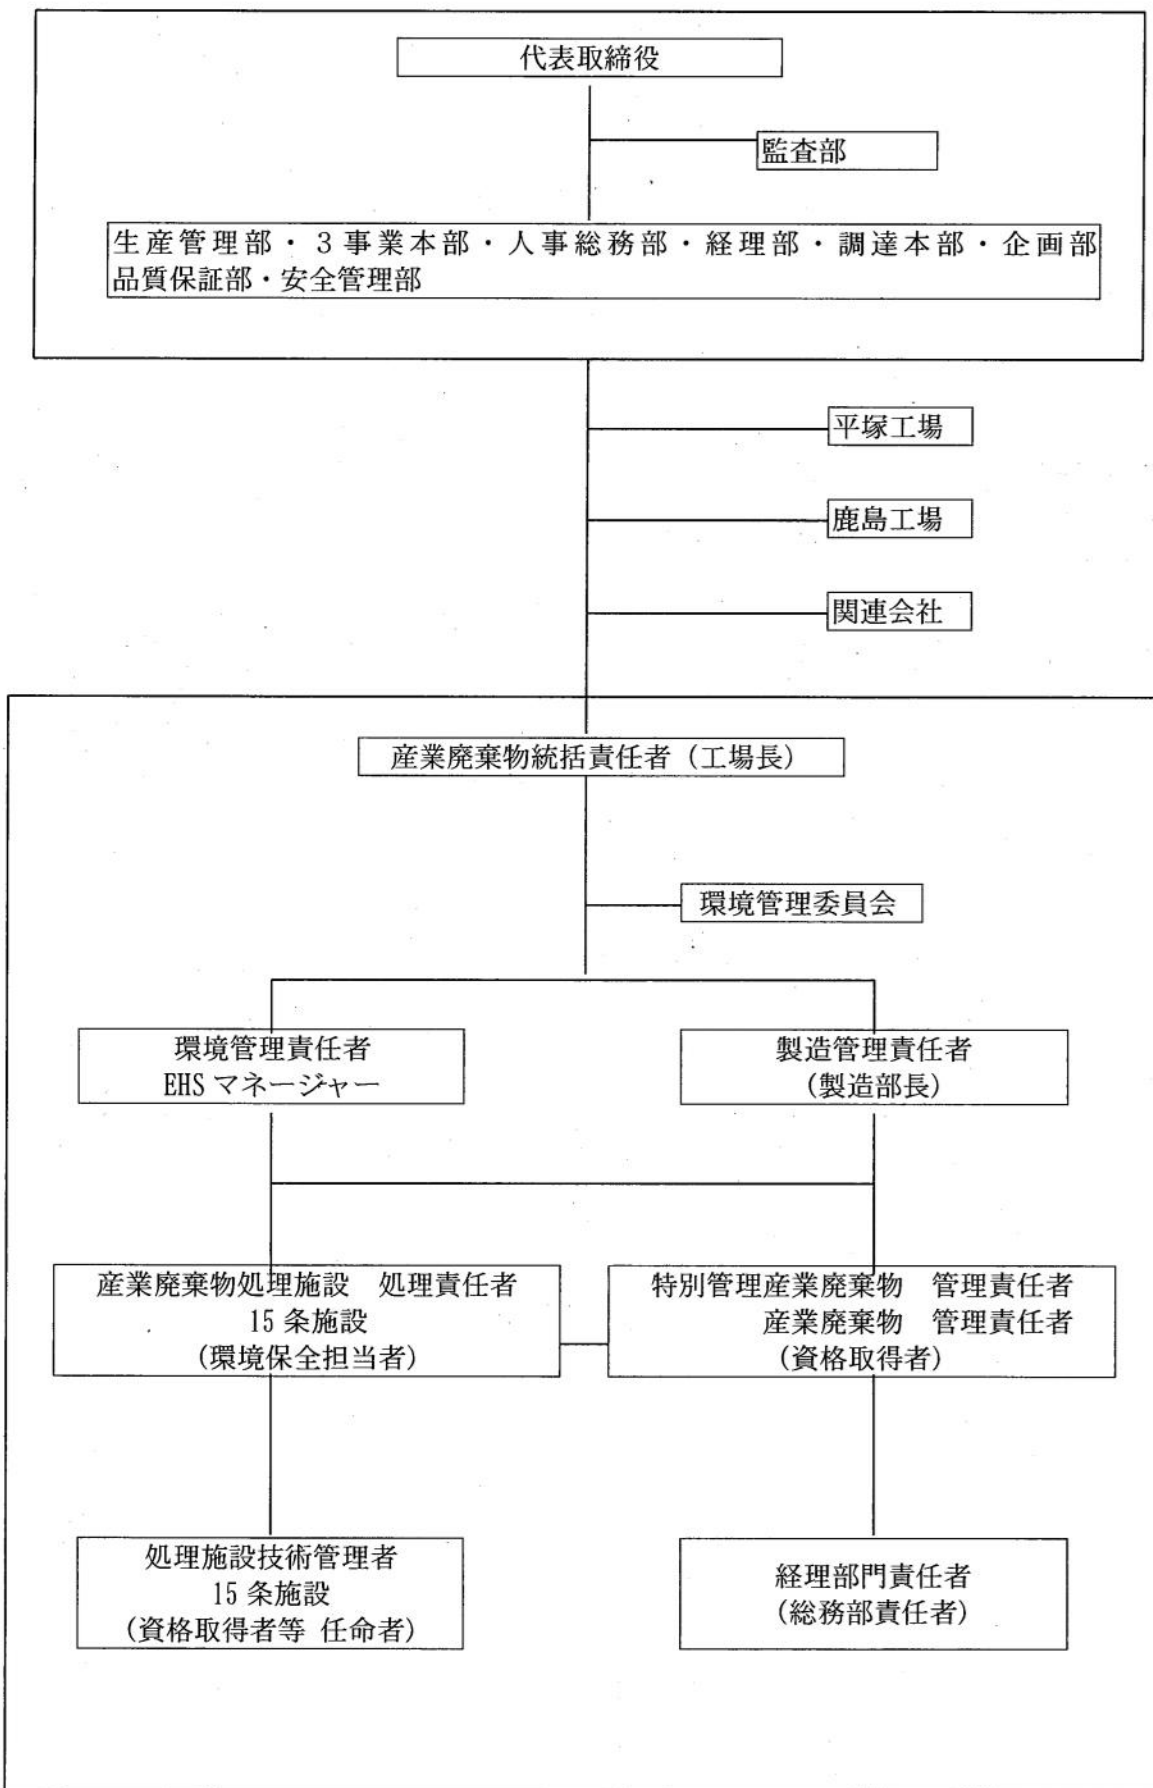 代表取締役
監査部
生産管理部・3事業本部・人事総務部・経理部・調達本部・企画部
品質保証部・安全管理部
平塚工場
鹿島工場
関連会社
産業廃棄物統括責任者（工場長）
環境管理委員会
環境管理責任者
EHSマネージャー
製造管理責任者
（製造部長）
産業廃棄物処理施設　処理責任者
15条施設
（環境保全担当者）
特別管理産業廃棄物　管理責任者
産業廃棄物　管理責任者
（資格取得者）
処理施設技術管理者
15条施設
（資格取得者等 任命者）
経理部門責任者
（総務部責任者）